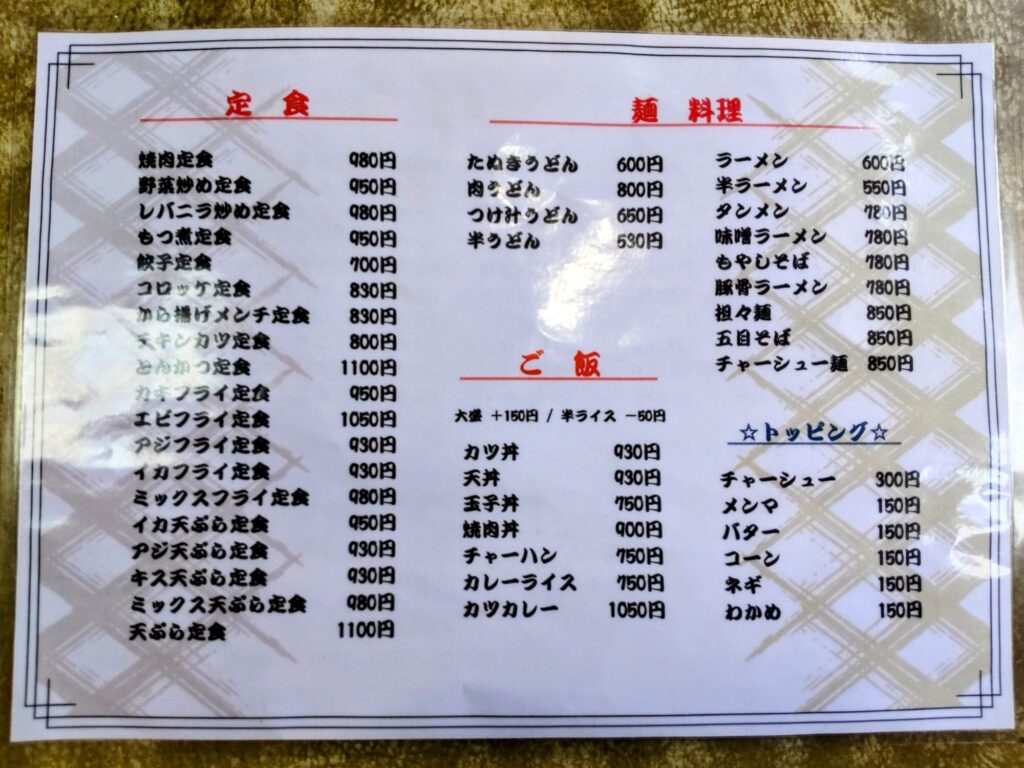 定 食
焼肉定食 980円
野菜炒め定食 950円
レバニラ炒め定食 980円
もつ煮定食 950円
餃子定食 700円
コロッケ定食 830円
から揚げメンチ定食 830円
チキンカツ定食 800円
とんかつ定食 1100円
カキフライ定食 950円
エビフライ定食 1050円
アジフライ定食 930円
イカフライ定食 930円
ミックスフライ定食 980円
イカ天ぷら定食 950円
アジ天ぷら定食 930円
キス天ぷら定食 930円
ミックス天ぷら定食 980円
天ぷら定食 1100円
麺 料理
たぬきうどん 600円
肉うどん 800円
つけ汁うどん 650円
半うどん 530円
ラーメン 600円
半ラーメン 550円
タンメン 780円
味噌ラーメン 780円
もやしそば 780円
豚骨ラーメン 780円
担々麺 850円
五目そば 850円
チャーシュー麺 850円
ご 飯
大盛 +150円 / 半ライス -50円
カツ丼 930円
天丼 930円
玉子丼 750円
焼肉丼 900円
チャーハン 750円
カレーライス 750円
カツカレー 1050円
☆トッピング☆
チャーシュー 300円
メンマ 150円
バター 150円
コーン 150円
ネギ 150円
わかめ 150円